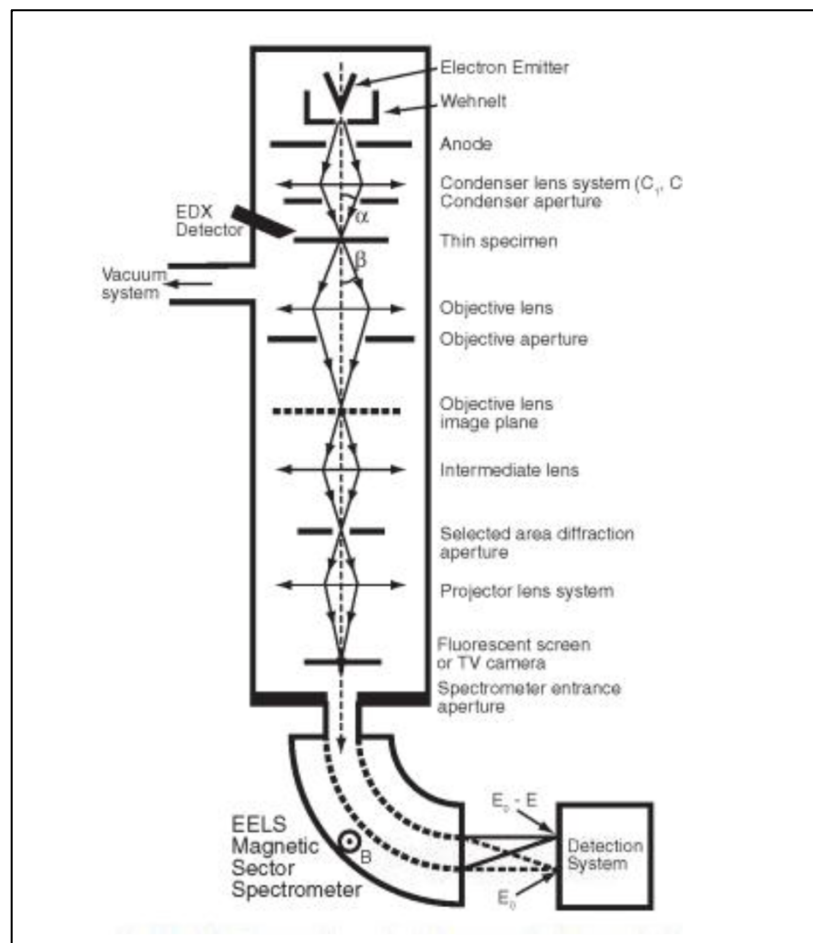 Electron Emitter
Wehnelt
Anode
Condenser lens system (C₁, C
Condenser aperture
α
EDX
Detector
Thin specimen
β
Vacuum
system
Objective lens
Objective aperture
Objective lens
image plane
Intermediate lens
Selected area diffraction
aperture
Projector lens system
Fluorescent screen
or TV camera
Spectrometer entrance
aperture
E₀ - E
EELS
Magnetic
Sector
Spectrometer
B
Detection
System
E₀